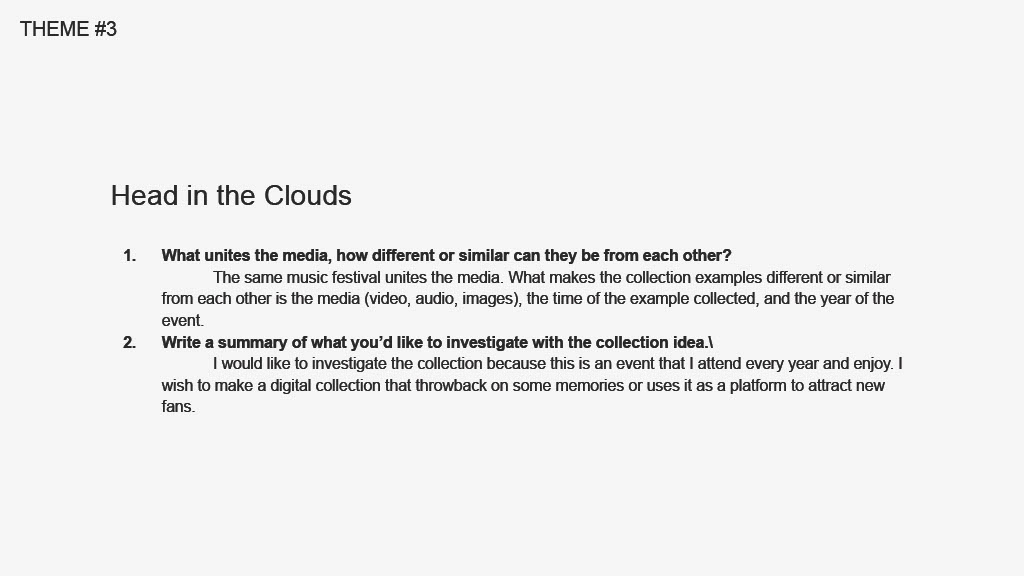 THEME #3
Head in the Clouds
1. What unites the media, how different or similar can they be from each other?
The same music festival unites the media. What makes the collection examples different or similar
from each other is the media (video, audio, images), the time of the example collected, and the year of the
event.
2. Write a summary of what you’d like to investigate with the collection idea.\
I would like to investigate the collection because this is an event that I attend every year and enjoy. I
wish to make a digital collection that throwback on some memories or uses it as a platform to attract new
fans.